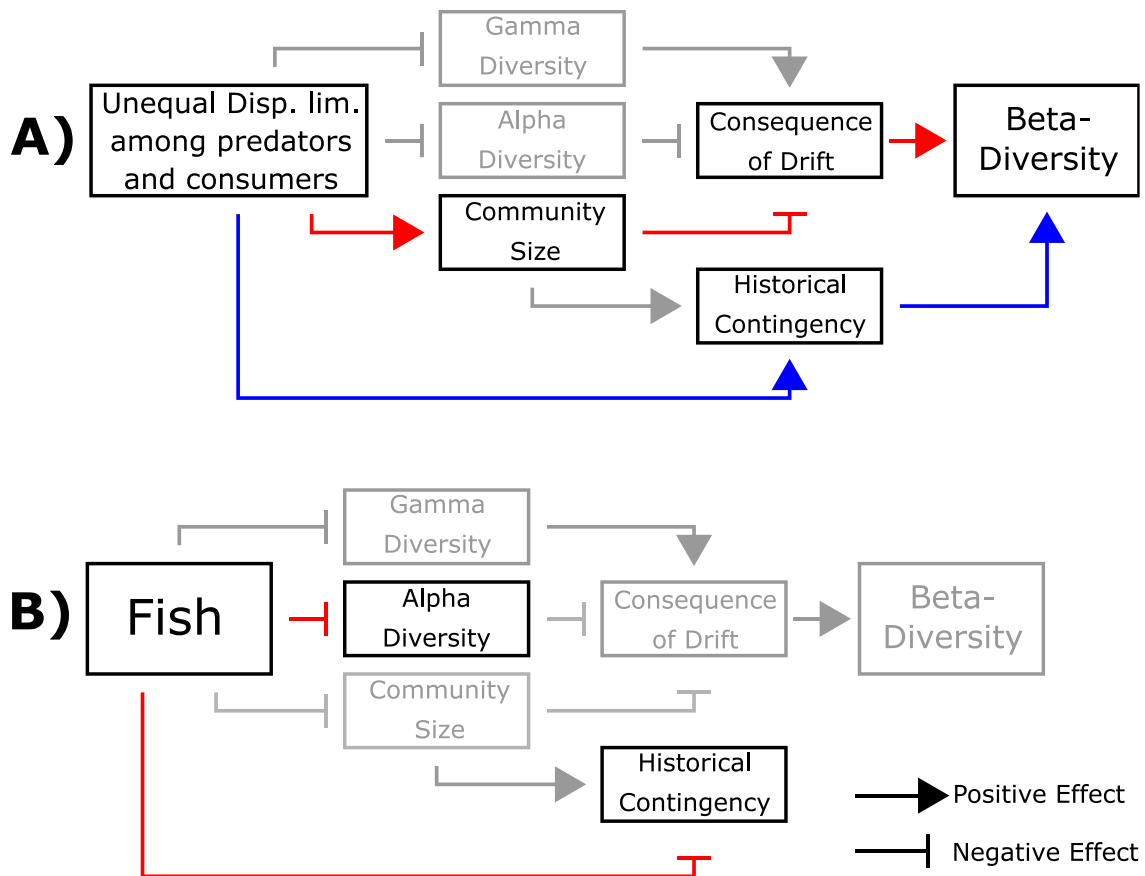 A)
Unequal Disp. lim.
among predators
and consumers
Gamma
Diversity
Alpha
Diversity
Community
Size
Consequence
of Drift
Historical
Contingency
Beta-
Diversity
B)
Fish
Gamma
Diversity
Alpha
Diversity
Community
Size
Consequence
of Drift
Historical
Contingency
Beta-
Diversity
Positive Effect
Negative Effect